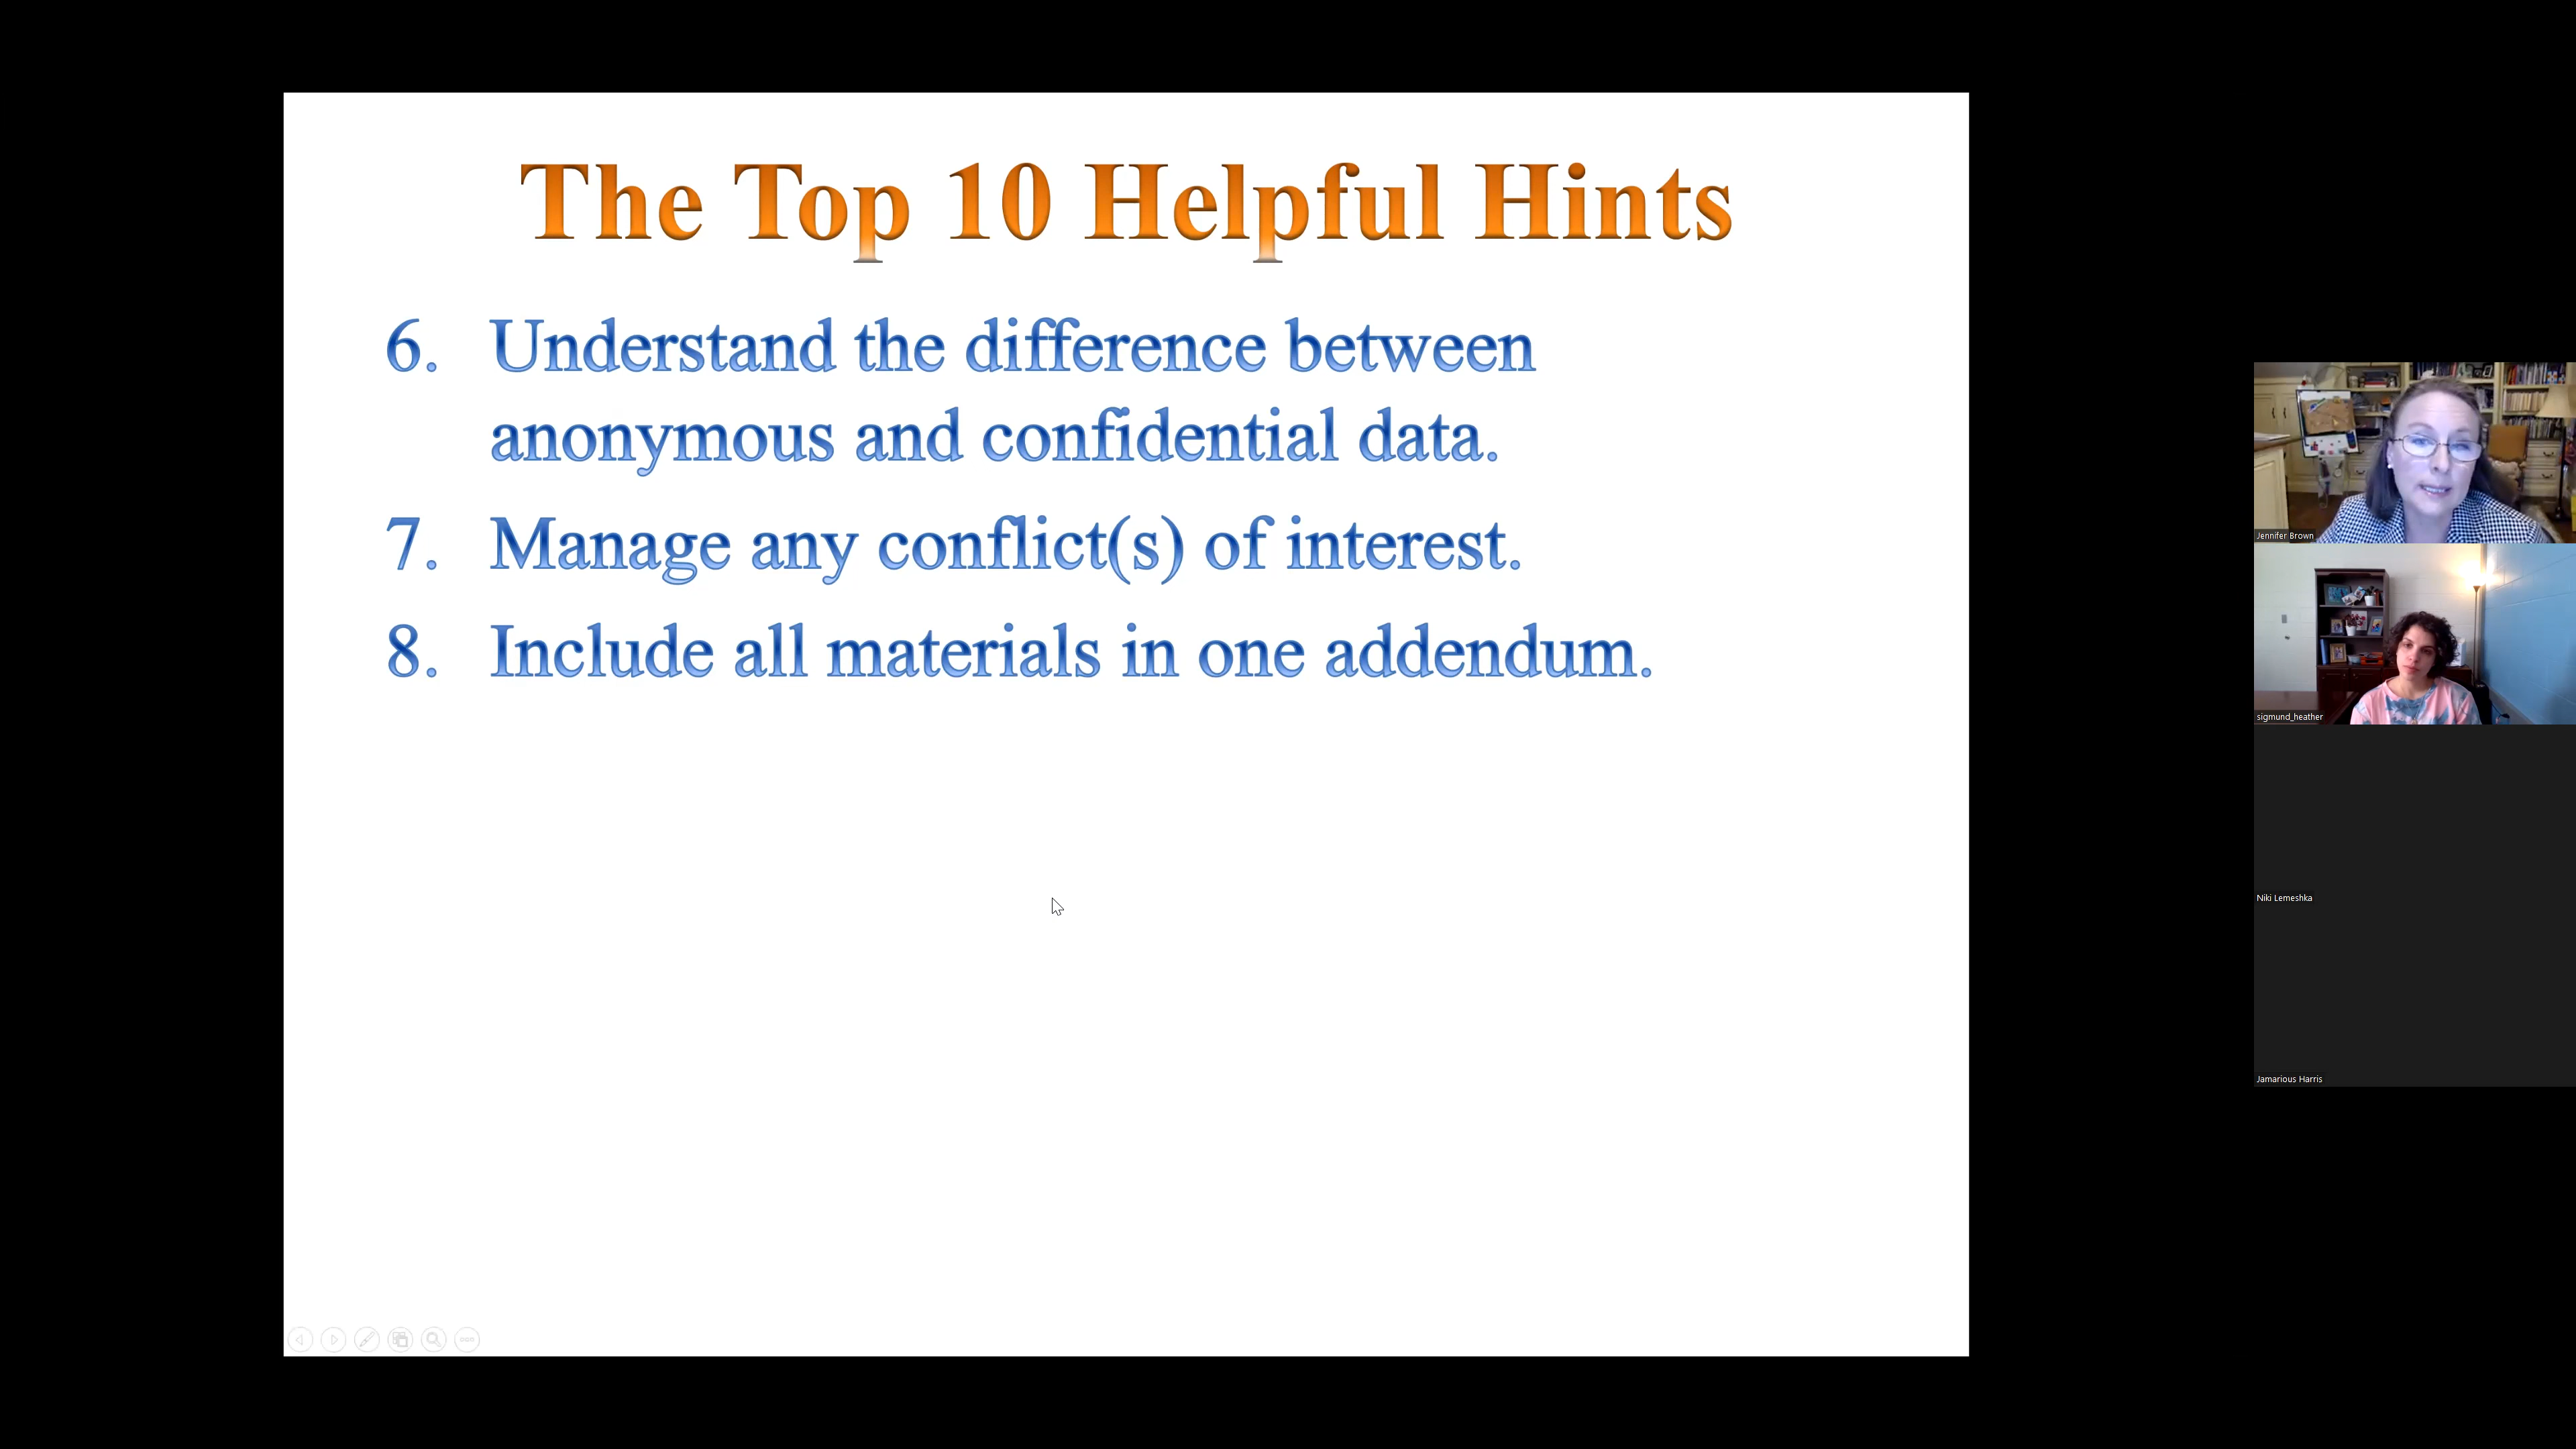 The Top 10 Helpful Hints
6. Understand the difference between
anonymous and confidential data.
7. Manage any conflict(s) of interest.
8. Include all materials in one addendum.
Jennifer Brown
sigmund_heather
Niki Lemeshka
Jamarious Harris